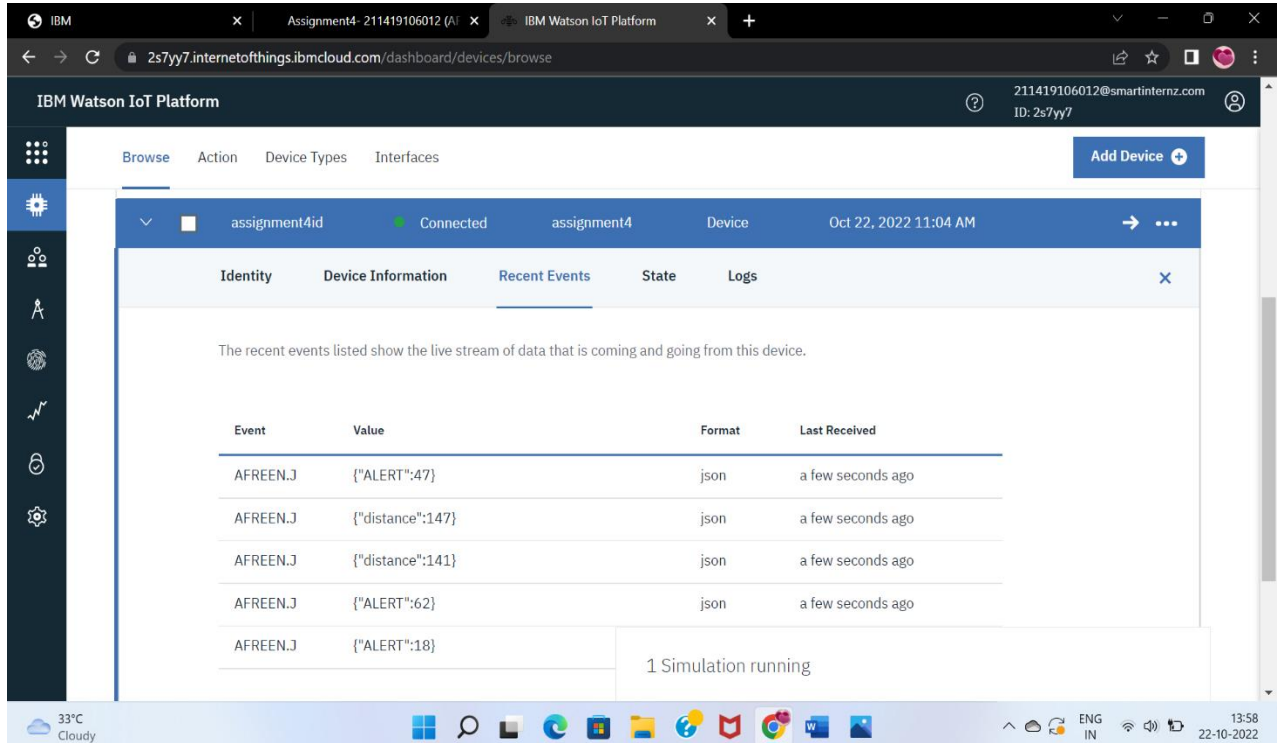 IBM
Assignment4- 211419106012 (AF
IBM Watson IoT Platform
2s7yy7.internetofthings.ibmcloud.com/dashboard/devices/browse
IBM Watson IoT Platform
211419106012@smartinternz.com
ID: 2s7yy7
Browse Action Device Types Interfaces
Add Device
assignment4id Connected assignment4 Device Oct 22, 2022 11:04 AM
Identity Device Information Recent Events State Logs
The recent events listed show the live stream of data that is coming and going from this device.
Event Value Format Last Received
AFREEN.J {"ALERT":47} json a few seconds ago
AFREEN.J {"distance":147} json a few seconds ago
AFREEN.J {"distance":141} json a few seconds ago
AFREEN.J {"ALERT":62} json a few seconds ago
AFREEN.J {"ALERT":18}
1 Simulation running
33°C
Cloudy
ENG
IN
13:58
22-10-2022